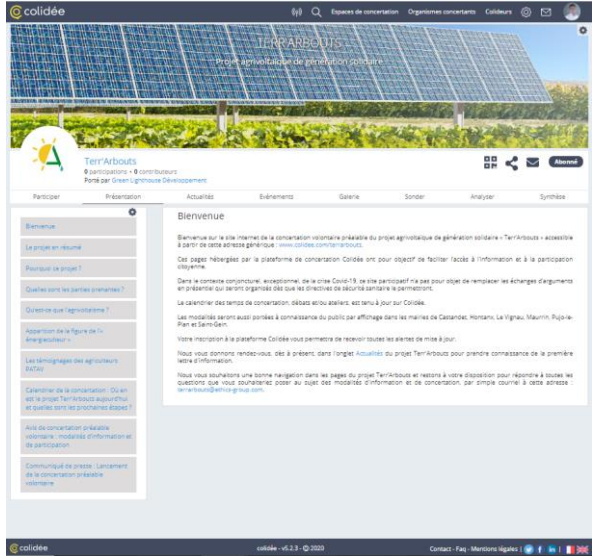 colidée
Espaces de concertation Organismes concertants Colideurs
TERR'ARBOUTS
Projet agrivoltaïque de génération solidaire
Terr'Arbouts
0 participations • 0 contributeurs
Porté par Green Lighthouse Développement
Abonné
Participer Présentation Actualités Evénements Galerie Sonder Analyser Synthèse
Bienvenue
Le projet en résumé
Pourquoi ce projet ?
Quelles sont les parties prenantes ?
Qu'est-ce que l'agrivoltaïsme ?
Apparition de la figure de l'«
énergieculteur »
Les témoignages des agriculteurs
PATAV
Calendrier de la concertation : Où en
est le projet Terr'Arbouts aujourd'hui
et quelles sont les prochaines étapes ?
Avis de concertation préalable
volontaire : modalités d'information et
de participation
Communiqué de presse : Lancement
de la concertation préalable
volontaire
Bienvenue
Bienvenue sur le site internet de la concertation volontaire préalable du projet agrivoltaïque de génération solidaire « Terr'Arbouts » accessible
à partir de cette adresse générique : www.colidee.com/terrarbouts.
Ces pages hébergées par la plateforme de concertation Colidée ont pour objectif de faciliter l'accès à l'information et à la participation
citoyenne.
Dans le contexte conjoncturel, exceptionnel, de la crise Covid-19, ce site participatif n'a pas pour objet de remplacer les échanges d'arguments
en présentiel qui seront organisés dès que les directives de sécurité sanitaire le permettront.
Le calendrier des temps de concertation, débats et/ou ateliers, est tenu à jour sur Colidée.
Les modalités seront aussi portées à connaissance du public par affichage dans les mairies de Castandet, Hontanx, Le Vignau, Maurrin, Pujo-le-
Plan et Saint-Gein.
Votre inscription à la plateforme Colidée vous permettra de recevoir toutes les alertes de mise à jour.
Nous vous donnons rendez-vous, dès à présent, dans l'onglet Actualités du projet Terr'Arbouts pour prendre connaissance de la première
lettre d'information.
Nous vous souhaitons une bonne navigation dans les pages du projet Terr'Arbouts et restons à votre disposition pour répondre à toutes les
questions que vous souhaiteriez poser au sujet des modalités d'information et de concertation, par simple courriel à cette adresse :
terrarbouts@ethics-group.com.
colidée
colidée - v5.2.3 - © 2020
Contact - Faq - Mentions légales |